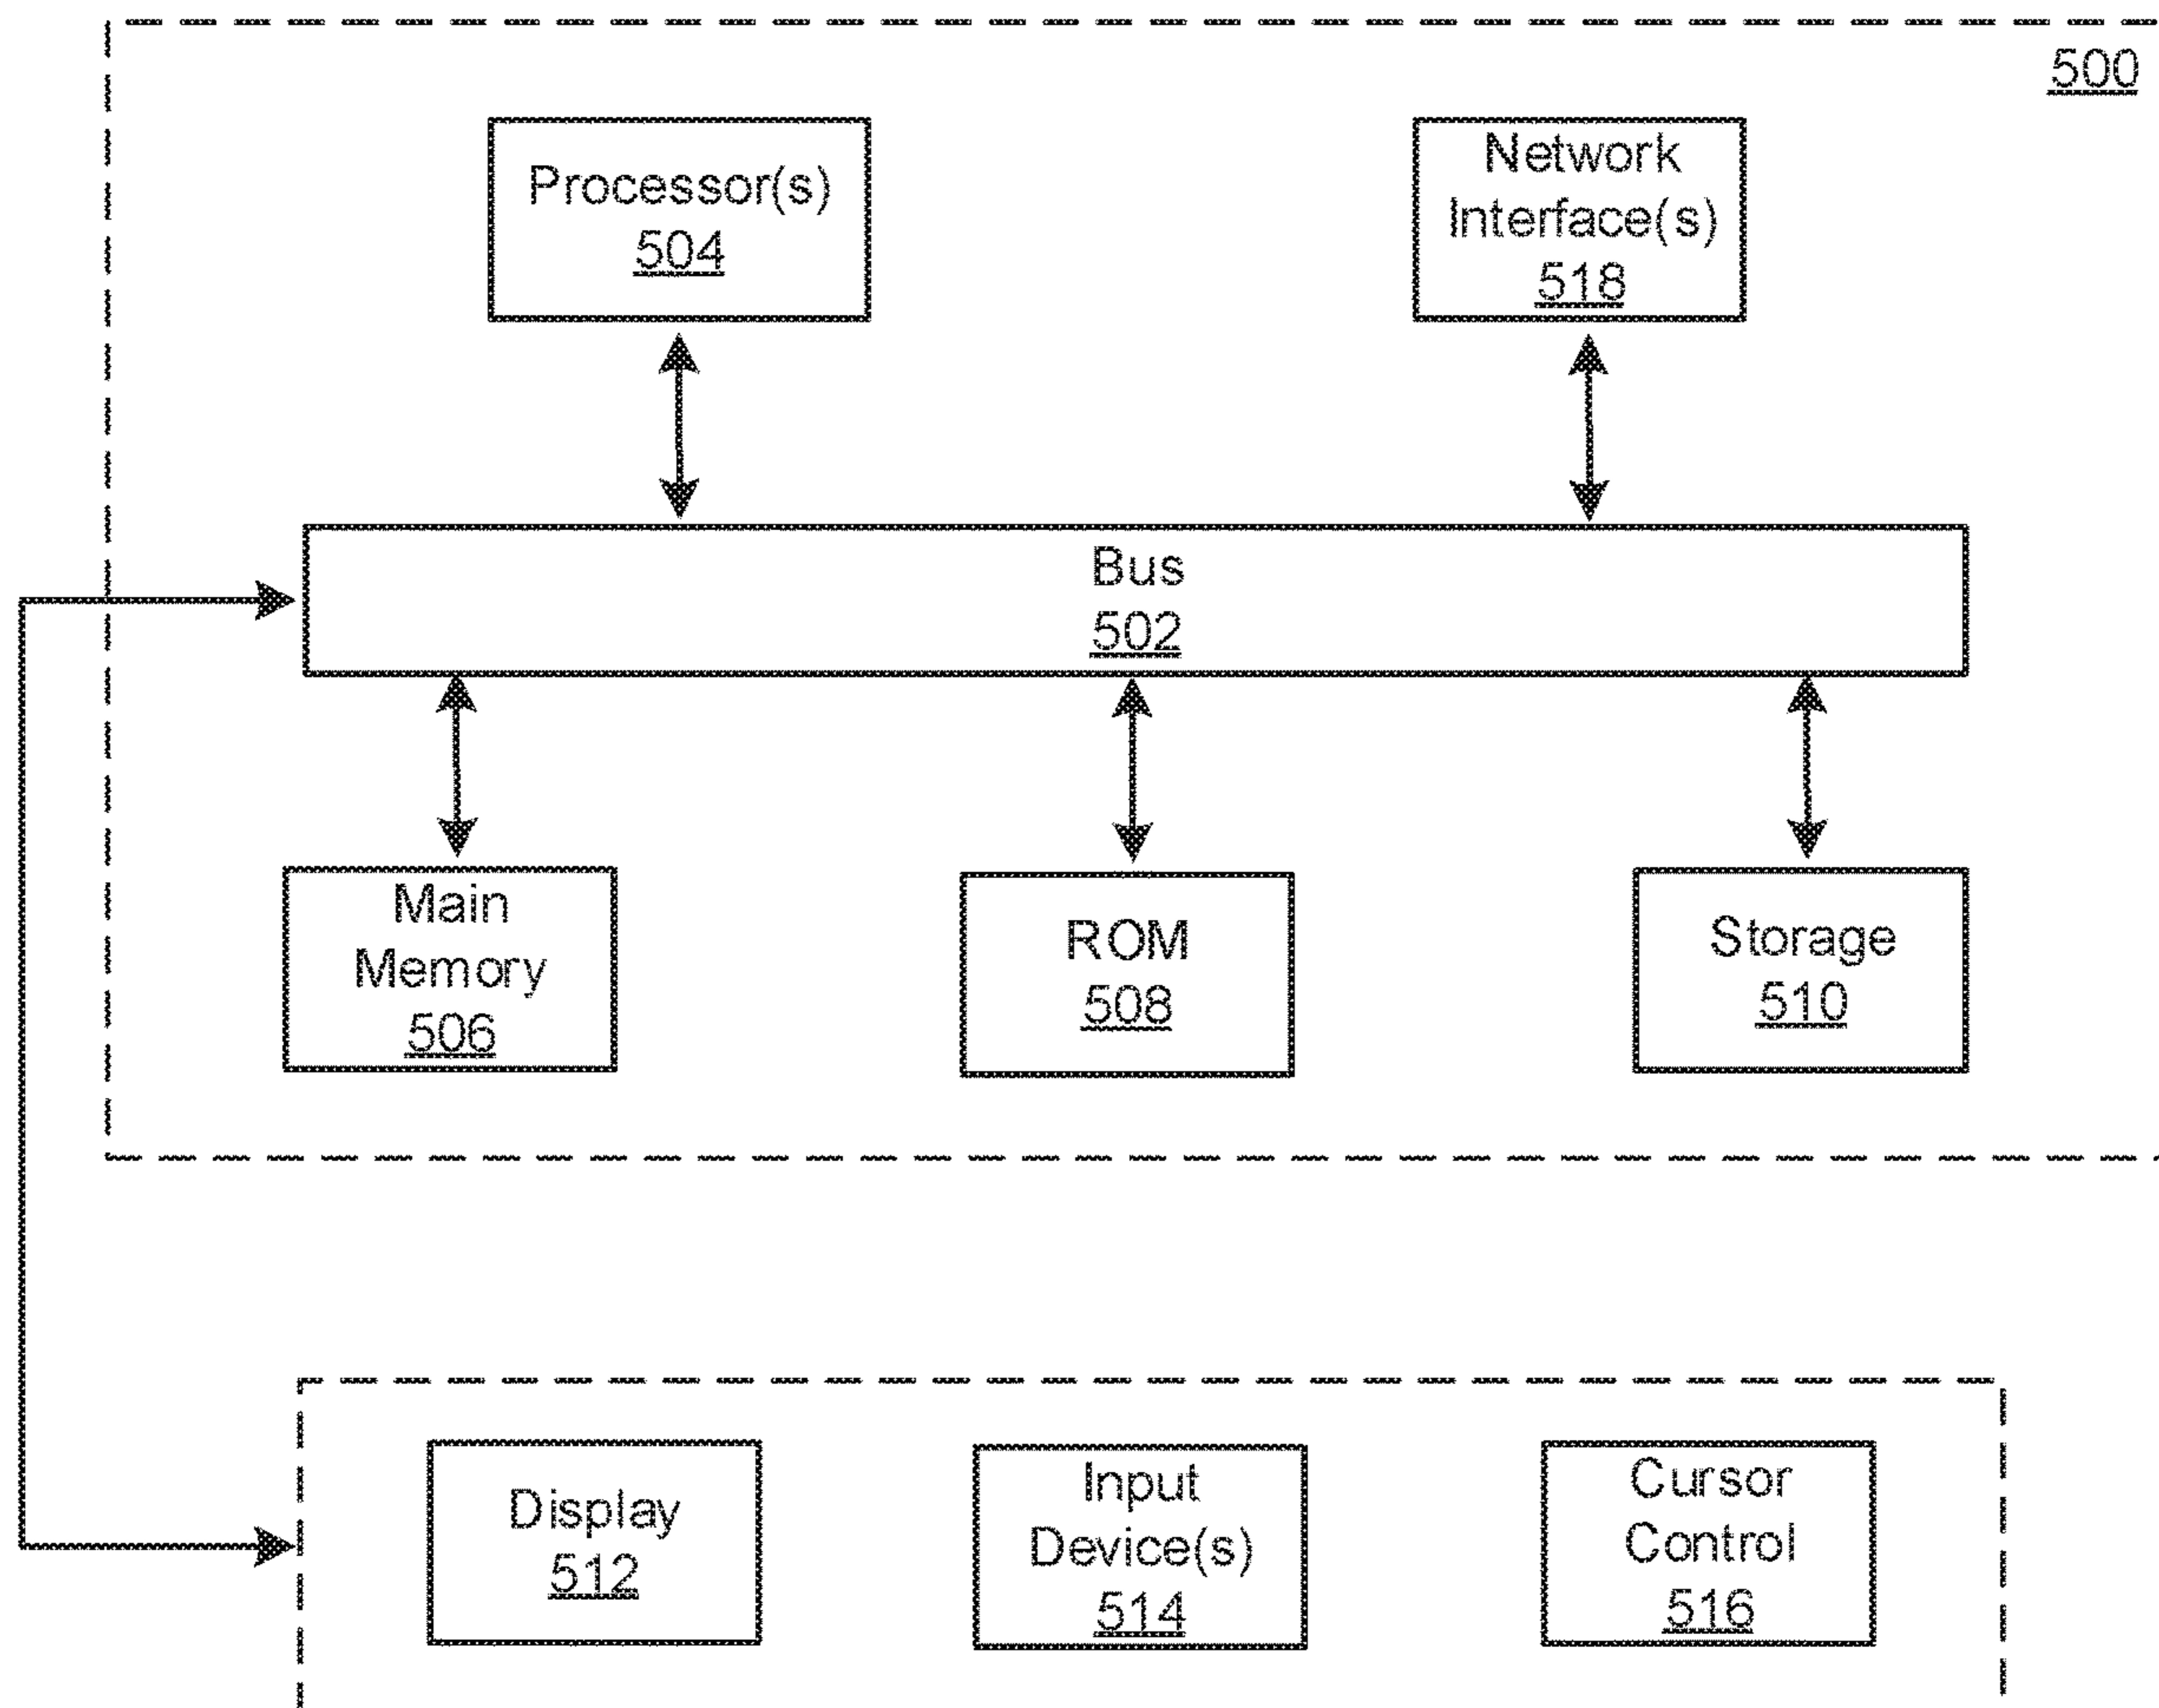 500
Processor(s)
504
Network
Interface(s)
518
Bus
502
Main
Memory
506
ROM
508
Storage
510
Display
512
Input
Device(s)
514
Cursor
Control
516